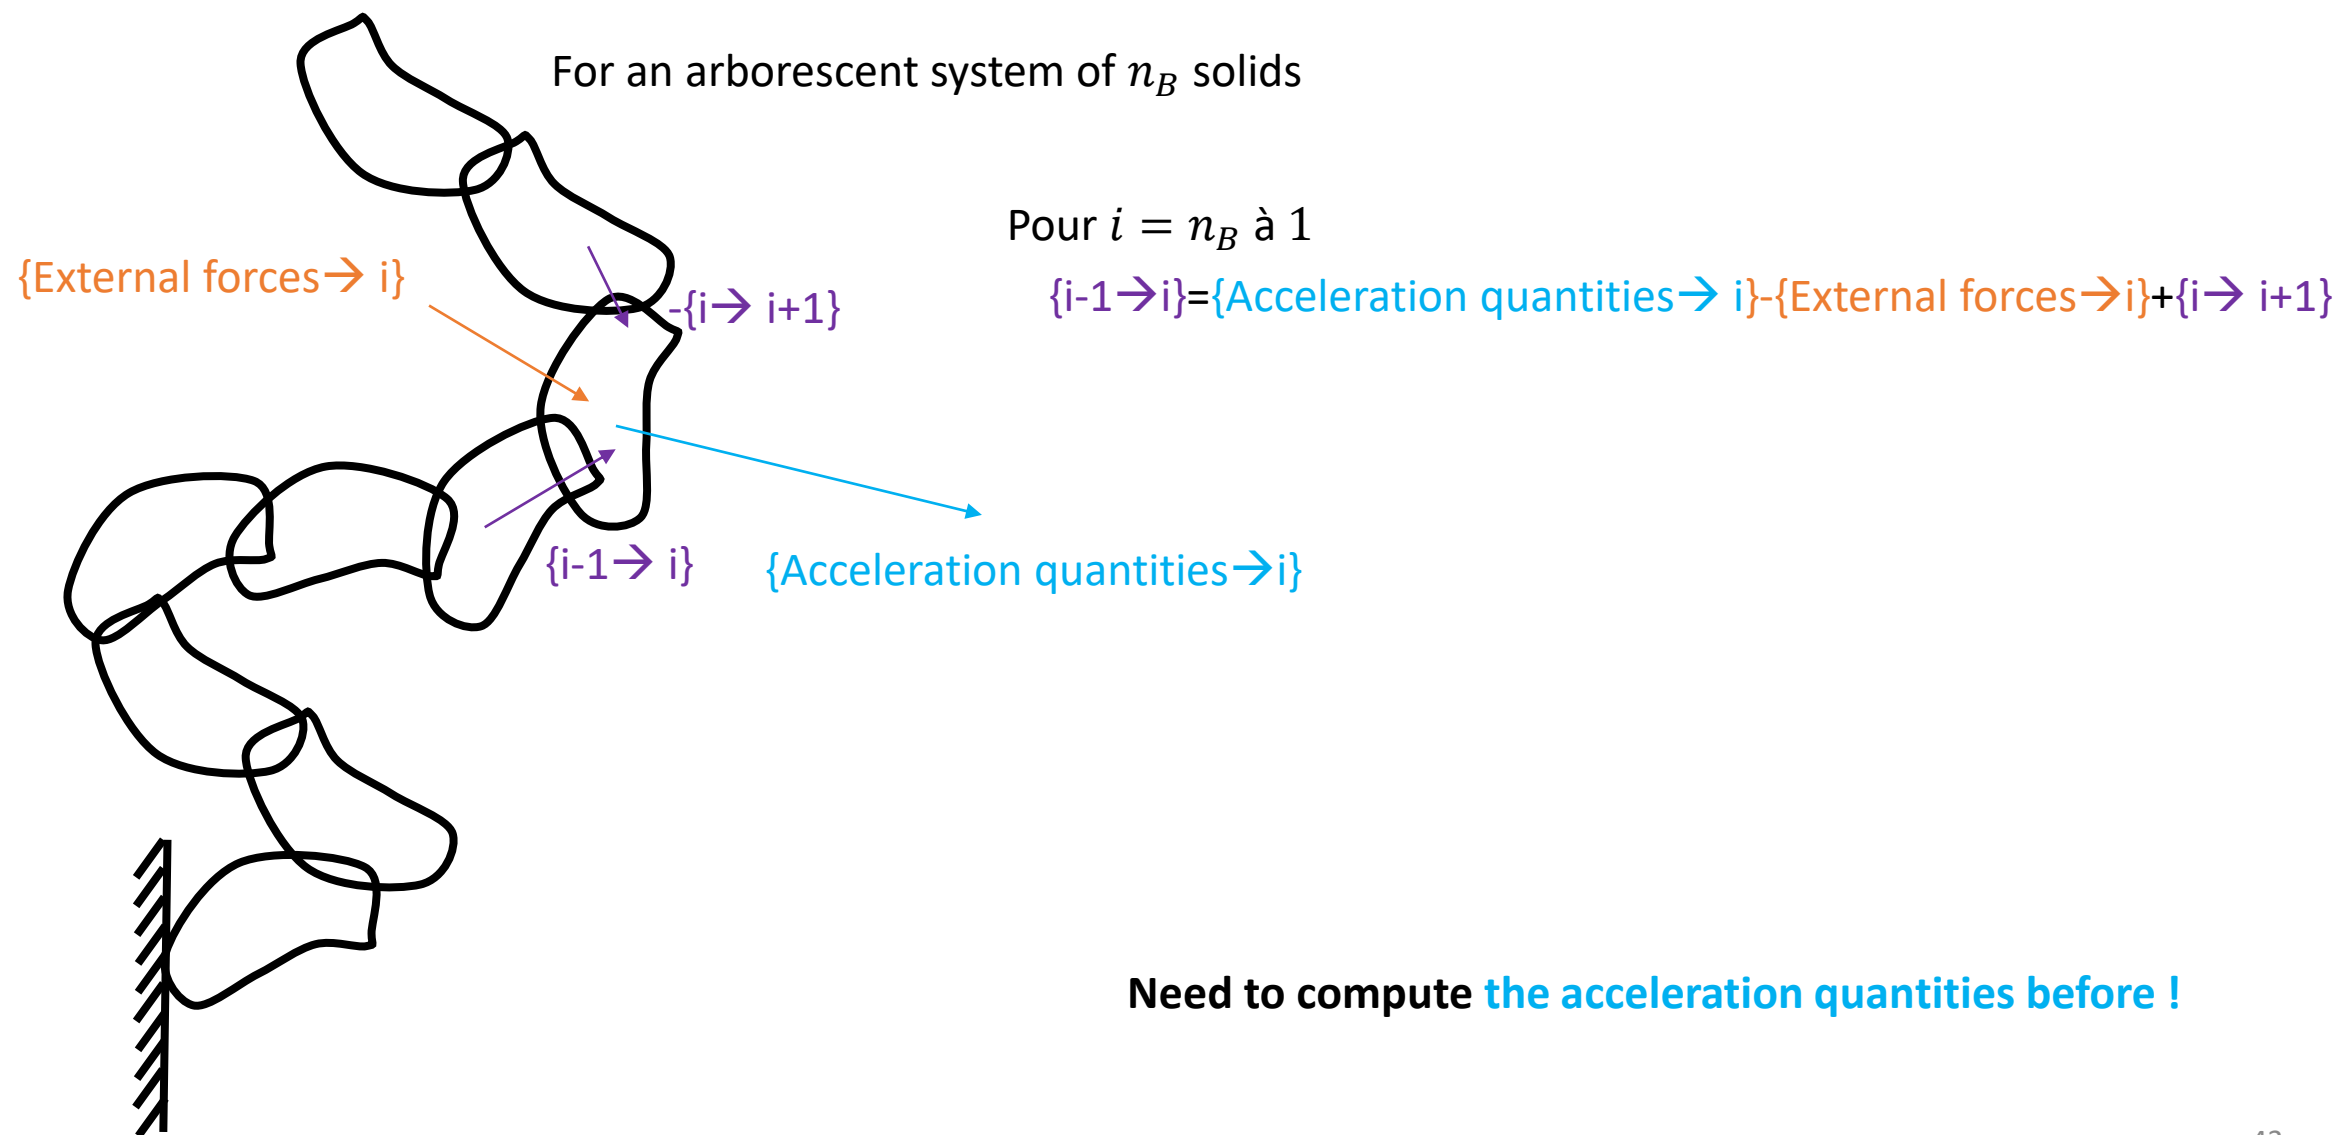 For an arborescent system of n_B solids
Pour i = n_B à 1
{External forces→ i}
-{i→ i+1}
{i-1→i}={Acceleration quantities→ i}-{External forces→i}+{i→ i+1}
{i-1→ i}
{Acceleration quantities→i}
Need to compute the acceleration quantities before !